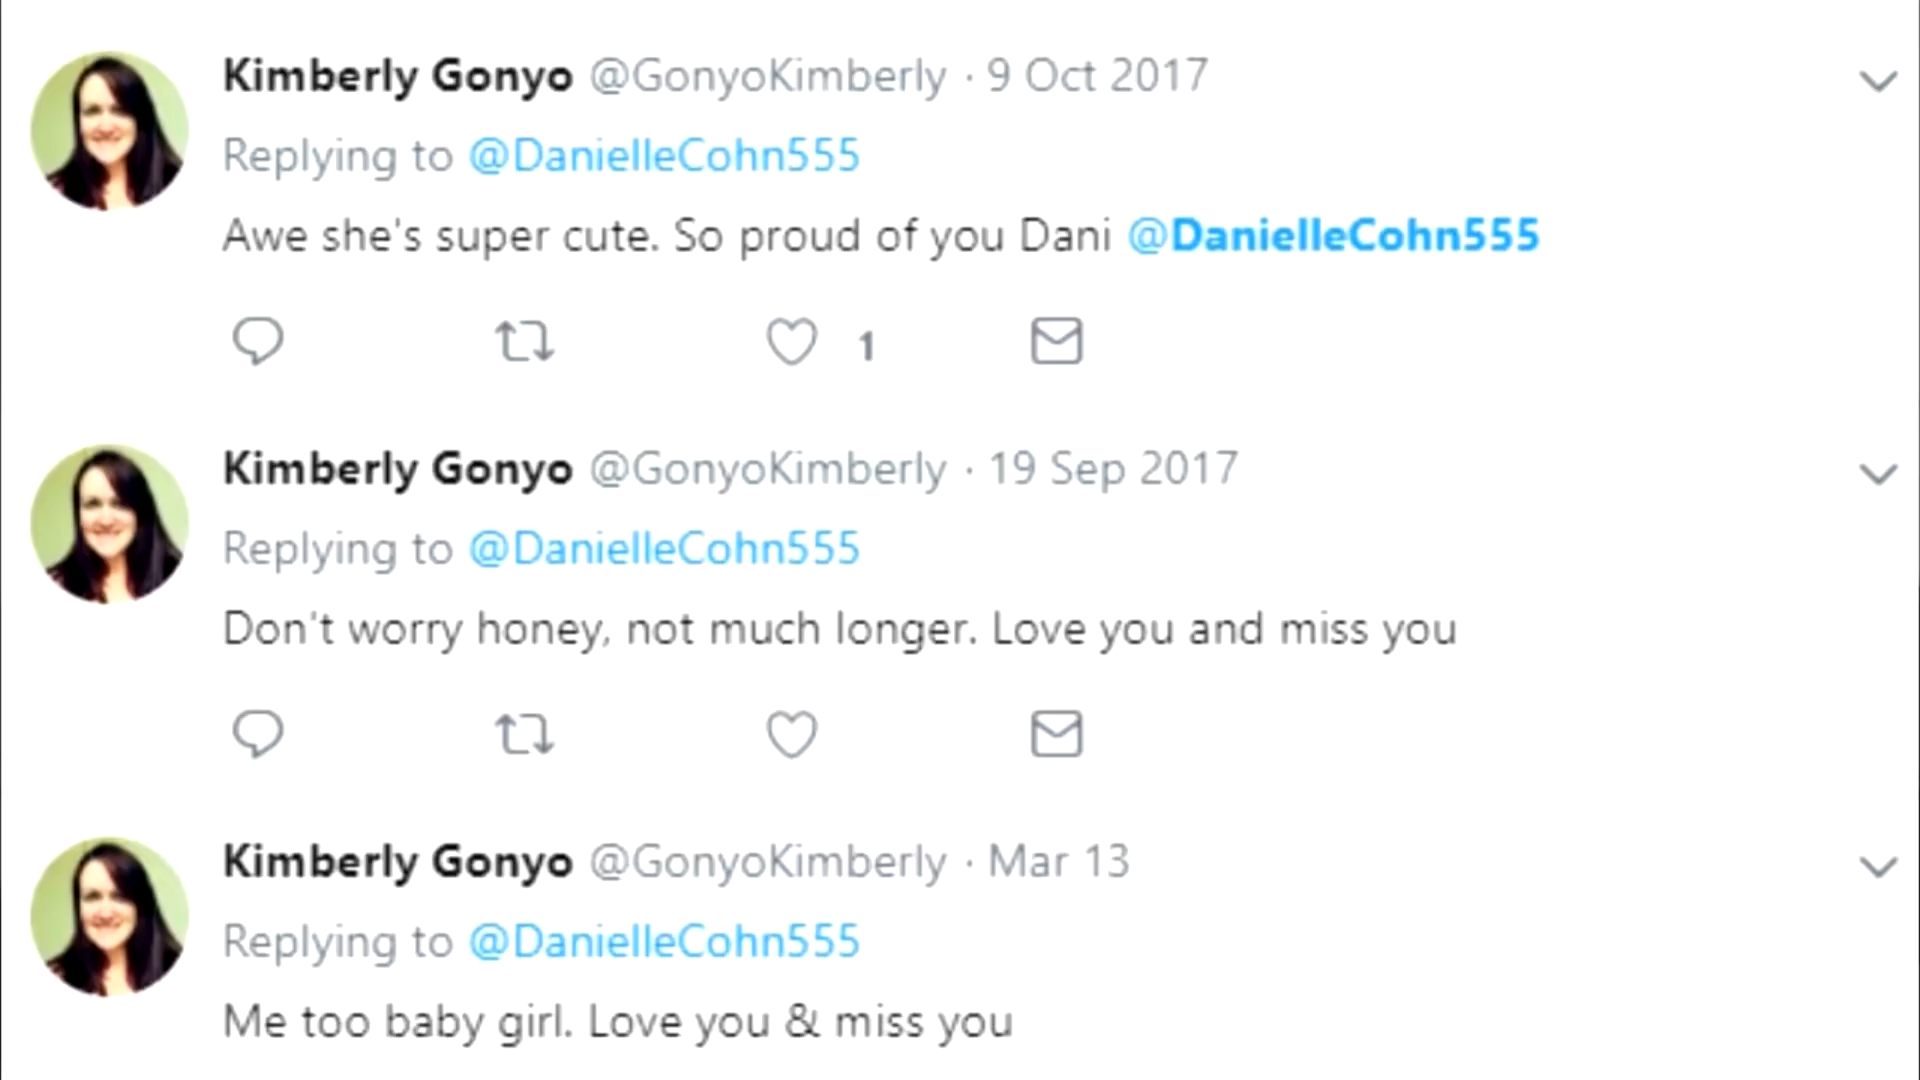 Kimberly Gonyo @GonyoKimberly · 9 Oct 2017
Replying to @DanielleCohn555
Awe she's super cute. So proud of you Dani @DanielleCohn555
1
Kimberly Gonyo @GonyoKimberly · 19 Sep 2017
Replying to @DanielleCohn555
Don't worry honey, not much longer. Love you and miss you
Kimberly Gonyo @GonyoKimberly · Mar 13
Replying to @DanielleCohn555
Me too baby girl. Love you & miss you